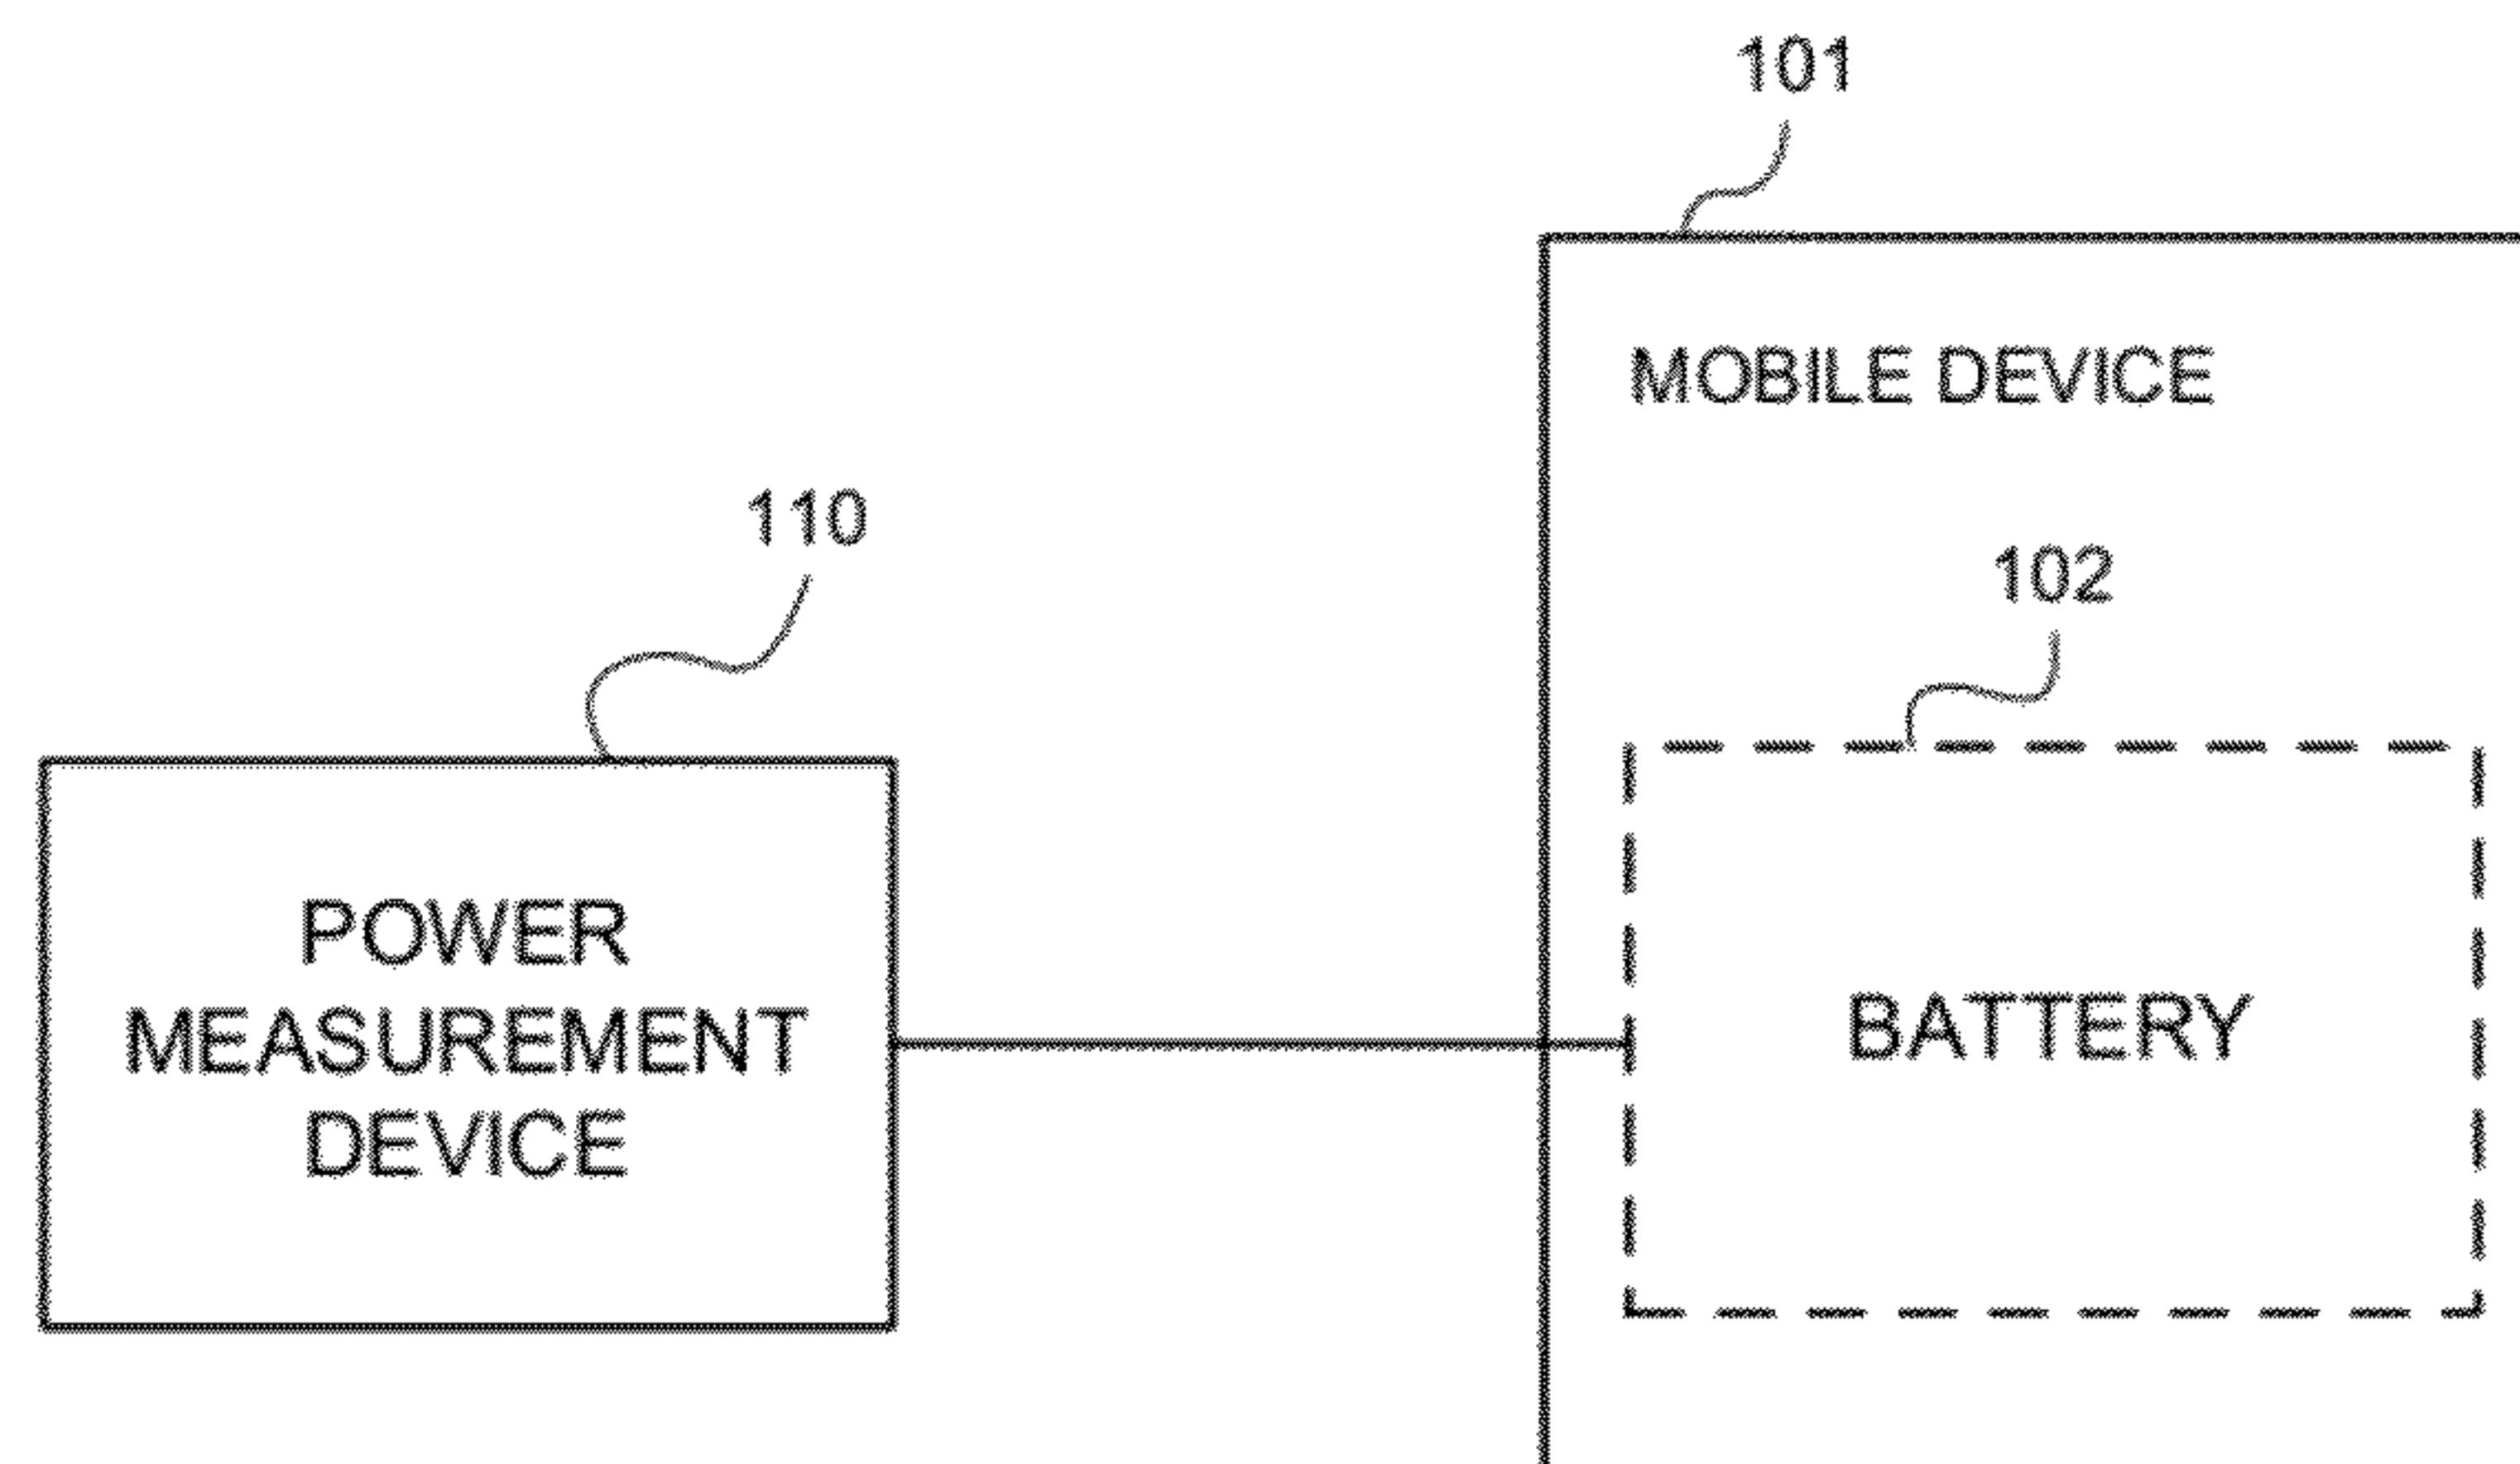 101
MOBILE DEVICE
110
102
POWER
MEASUREMENT
DEVICE
BATTERY